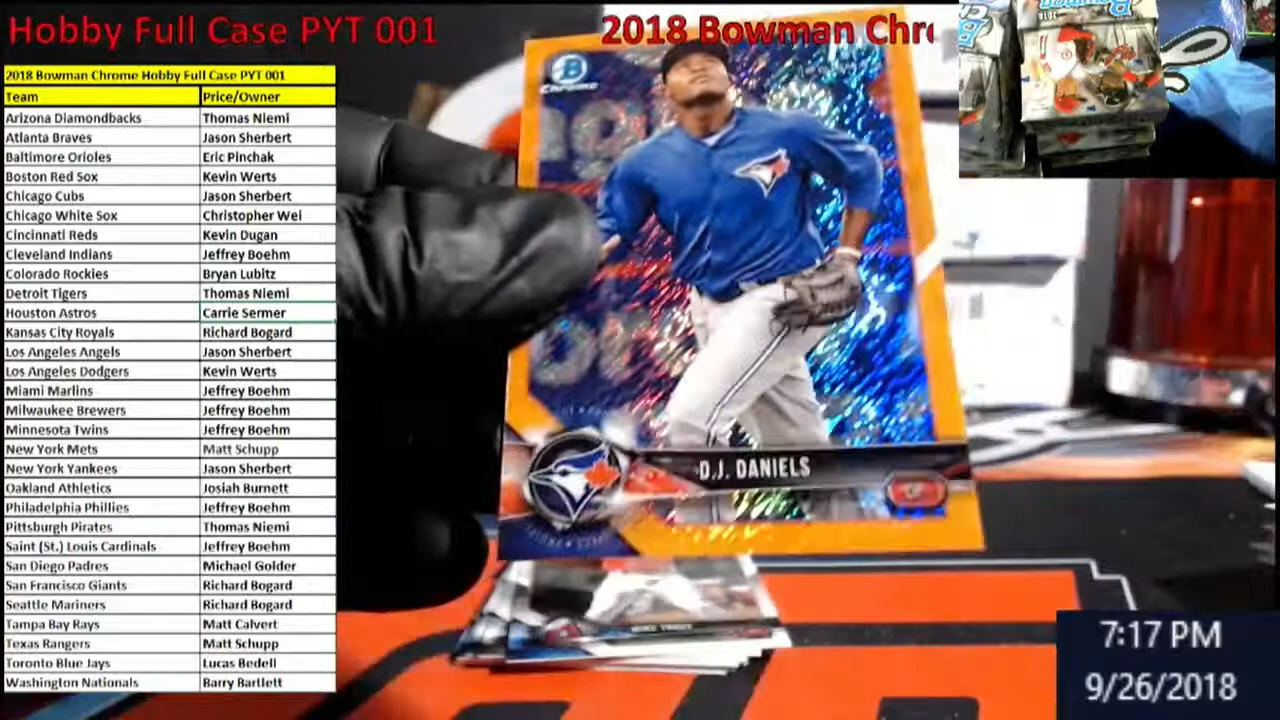 Hobby Full Case PYT 001
2018 Bowman Chr
2018 Bowman Chrome Hobby Full Case PYT 001
Team Price/Owner
Arizona Diamondbacks Thomas Niemi
Atlanta Braves Jason Sherbert
Baltimore Orioles Eric Pinchak
Boston Red Sox Kevin Werts
Chicago Cubs Jason Sherbert
Chicago White Sox Christopher Wei
Cincinnati Reds Kevin Dugan
Cleveland Indians Jeffrey Boehm
Colorado Rockies Bryan Lubitz
Detroit Tigers Thomas Niemi
Houston Astros Carrie Sermer
Kansas City Royals Richard Bogard
Los Angeles Angels Jason Sherbert
Los Angeles Dodgers Kevin Werts
Miami Marlins Jeffrey Boehm
Milwaukee Brewers Jeffrey Boehm
Minnesota Twins Jeffrey Boehm
New York Mets Matt Schupp
New York Yankees Jason Sherbert
Oakland Athletics Josiah Burnett
Philadelphia Phillies Jeffrey Boehm
Pittsburgh Pirates Thomas Niemi
Saint (St.) Louis Cardinals Jeffrey Boehm
San Diego Padres Michael Golder
San Francisco Giants Richard Bogard
Seattle Mariners Richard Bogard
Tampa Bay Rays Matt Calvert
Texas Rangers Matt Schupp
Toronto Blue Jays Lucas Bedell
Washington Nationals Barry Bartlett
B
Chrome
D.J. DANIELS
OF
MIKE TROUT
Bowman
7:17 PM
9/26/2018